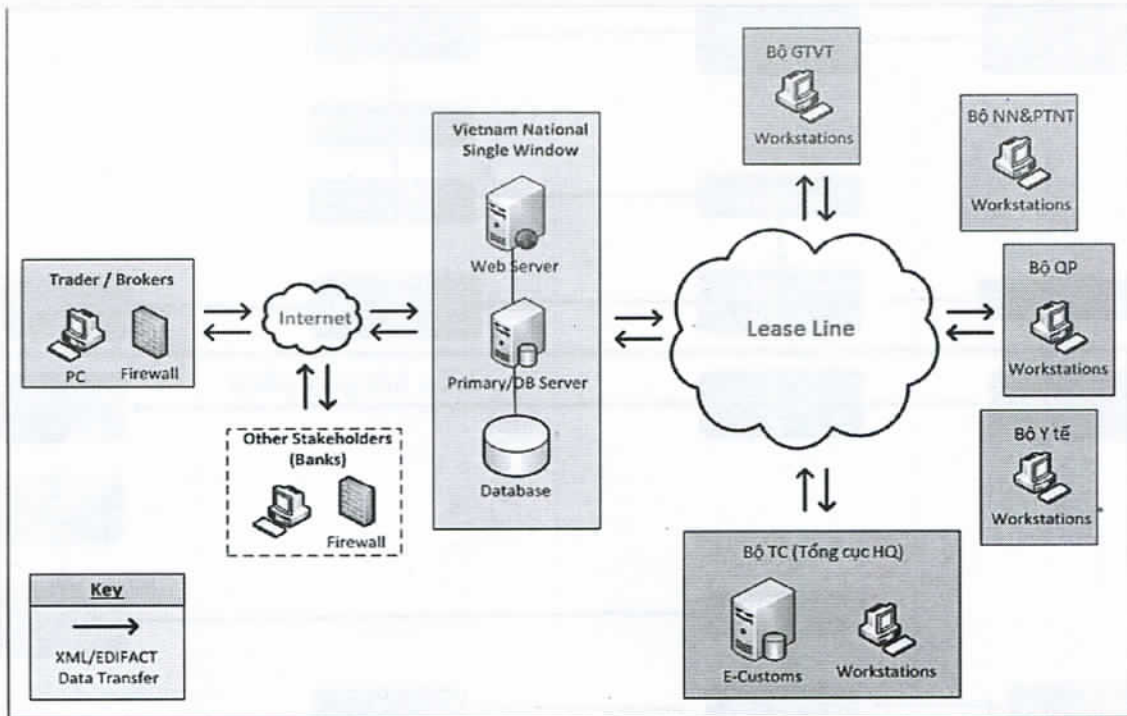 Trader / Brokers
PC
Firewall
Internet
Other Stakeholders
(Banks)
Firewall
Key
XML/EDIFACT
Data Transfer
Vietnam National
Single Window
Web Server
Primary/DB Server
Database
Lease Line
Bộ GTVT
Workstations
Bộ NN&PTNT
Workstations
Bộ QP
Workstations
Bộ Y tế
Workstations
Bộ TC (Tổng cục HQ)
E-Customs
Workstations